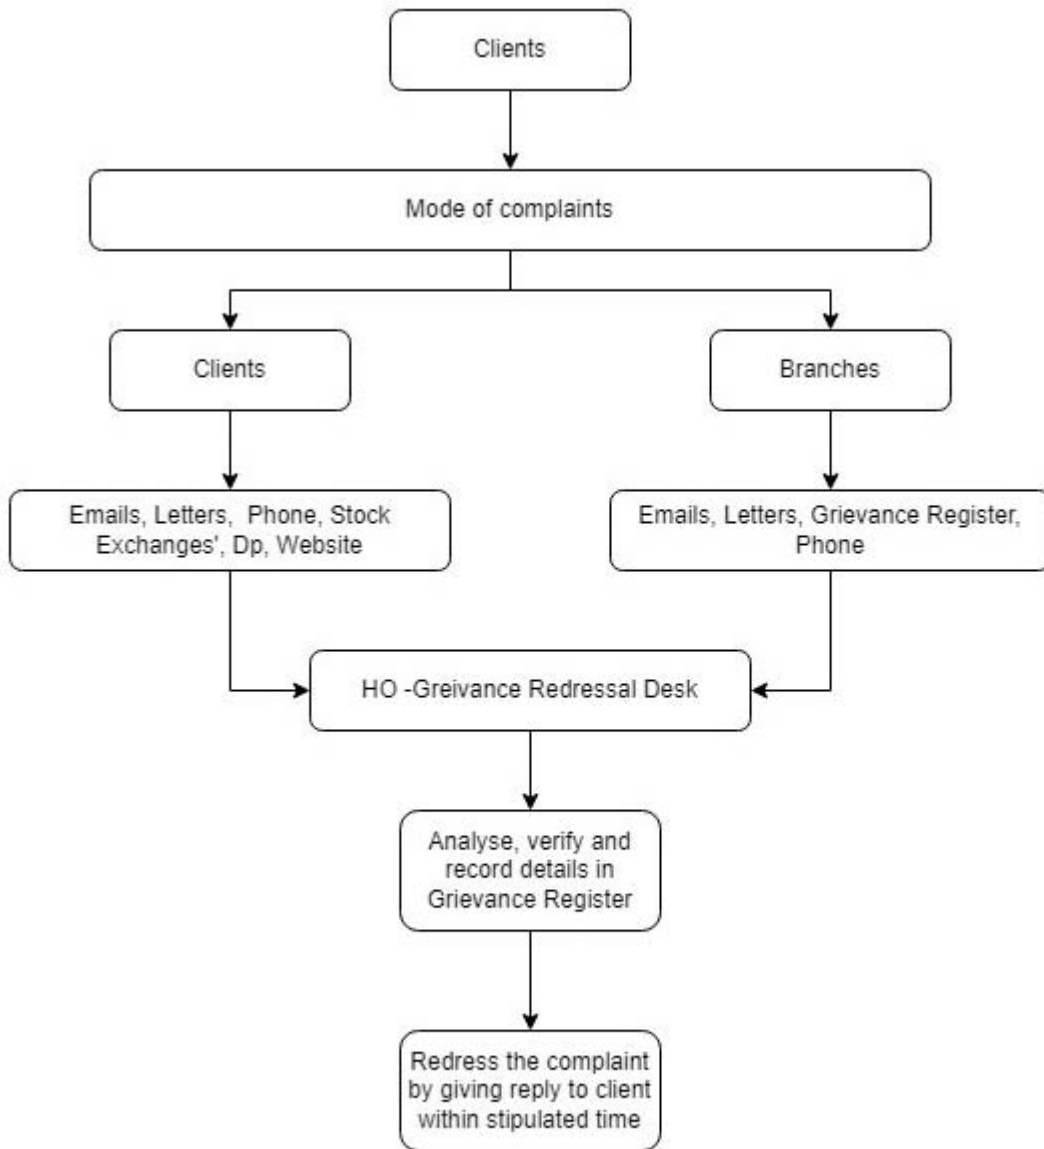 Clients
Mode of complaints
Clients
Branches
Emails, Letters,  Phone, Stock
Exchanges', Dp, Website
Emails, Letters, Grievance Register,
Phone
HO -Greivance Redressal Desk
Analyse, verify and
record details in
Grievance Register
Redress the complaint
by giving reply to client
within stipulated time